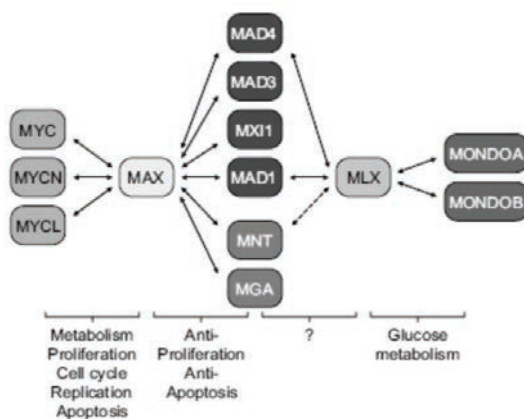 MAD4
MAD3
MYC
MXI1
MYCN
MAX
MAD1
MLX
MONDOA
MONDOB
MYCL
MNT
MGA
Metabolism
Proliferation
Cell cycle
Replication
Apoptosis
Anti-
Proliferation
Anti-
Apoptosis
?
Glucose
metabolism